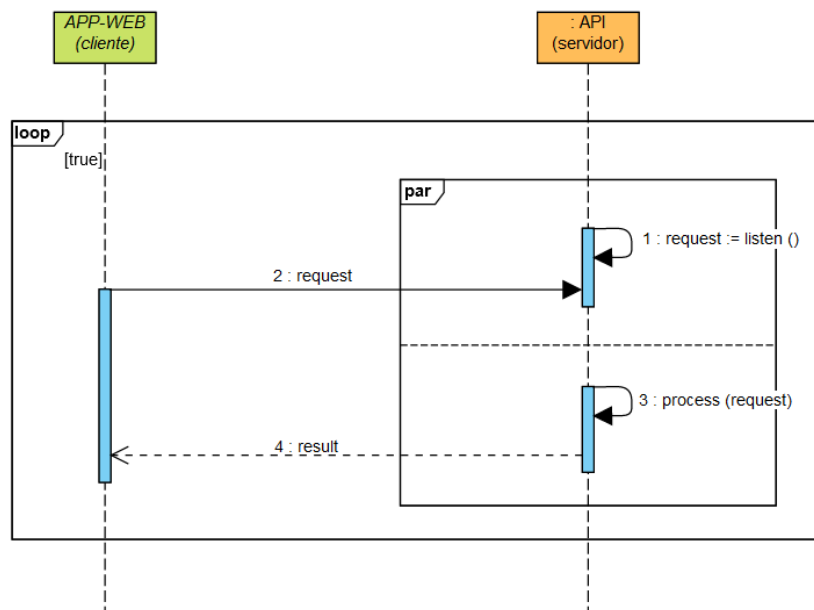 APP-WEB
(cliente)
: API
(servidor)
loop
[true]
par
1 : request := listen ()
2 : request
3 : process (request)
4 : result